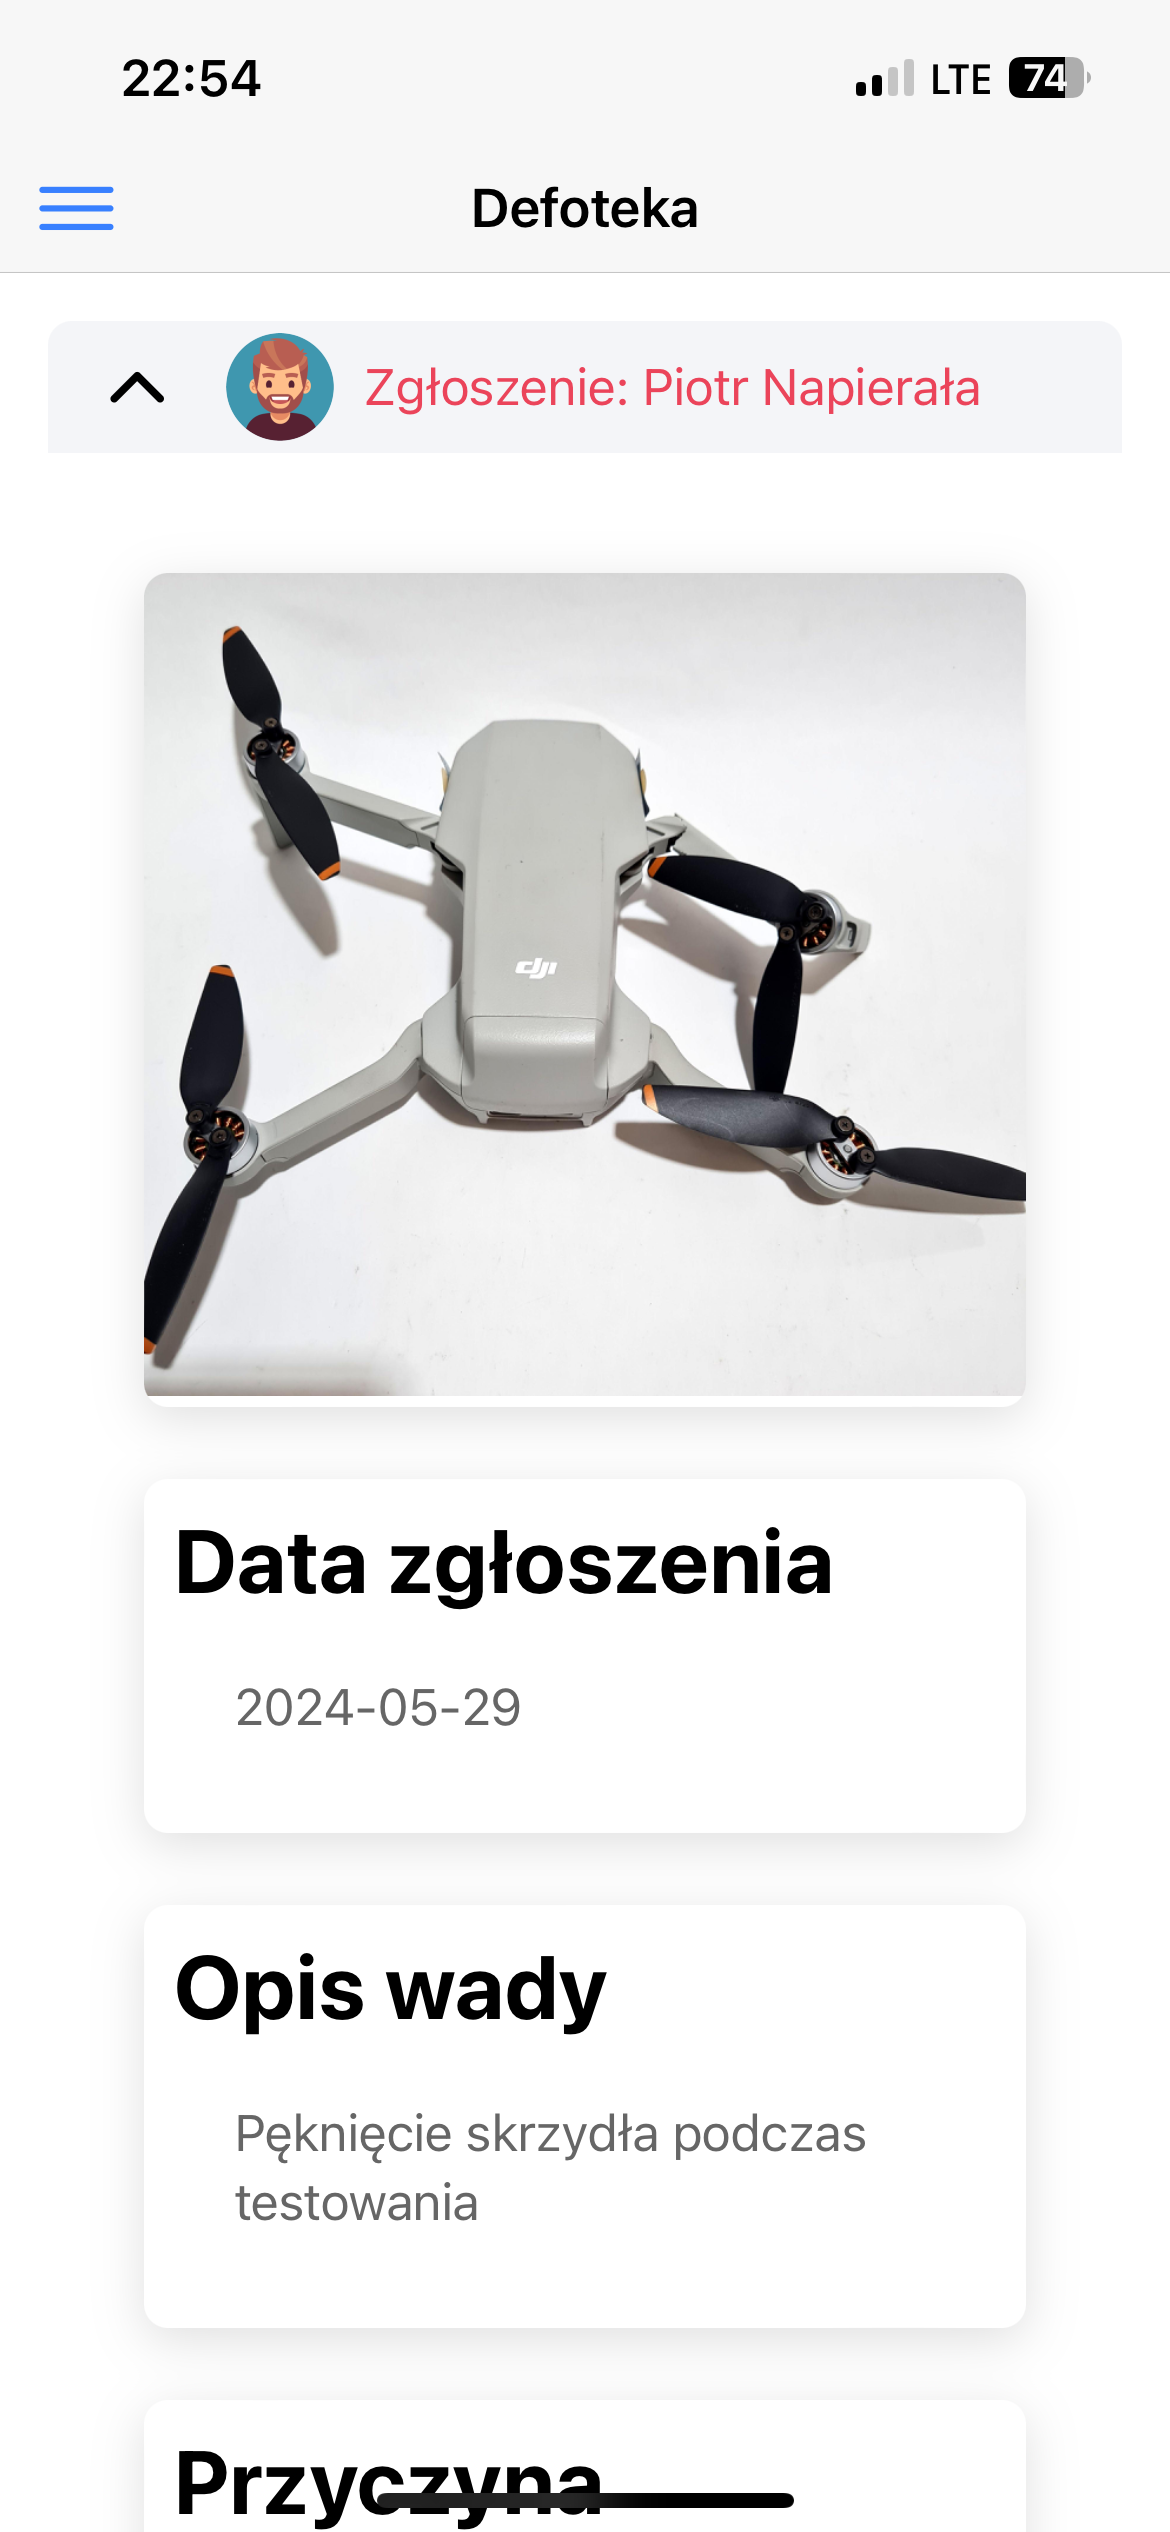 22:54
LTE 74
Defoteka
Zgłoszenie: Piotr Napierała
dji
Data zgłoszenia
2024-05-29
Opis wady
Pęknięcie skrzydła podczas
testowania
Przyczyna